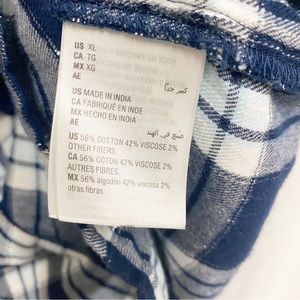 US XL
CA TG
MX XG
AE كبير جدًا
US MADE IN INDIA
CA FABRIQUÉ EN INDE
MX HECHO EN INDIA
AE صنع في الهند
US 56% COTTON 42% VISCOSE 2%
OTHER FIBERS
CA 56% COTON 42% VISCOSE 2%
AUTRES FIBRES
MX 56% algodón 42% viscosa 2%
otras fibras.